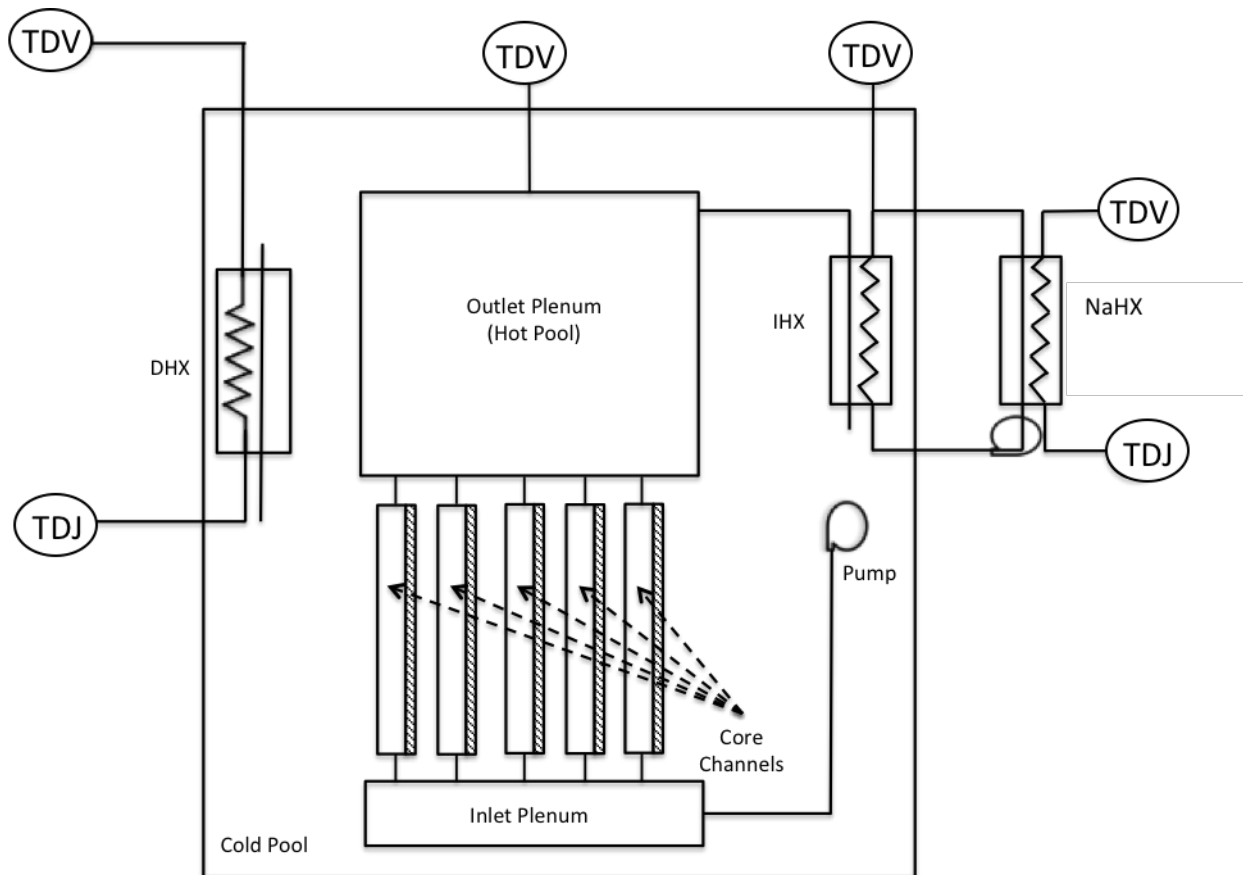 TDV
TDV
TDV
TDV
Outlet Plenum
(Hot Pool)
IHX
NaHX
DHX
TDJ
TDJ
Pump
Core
Channels
Inlet Plenum
Cold Pool